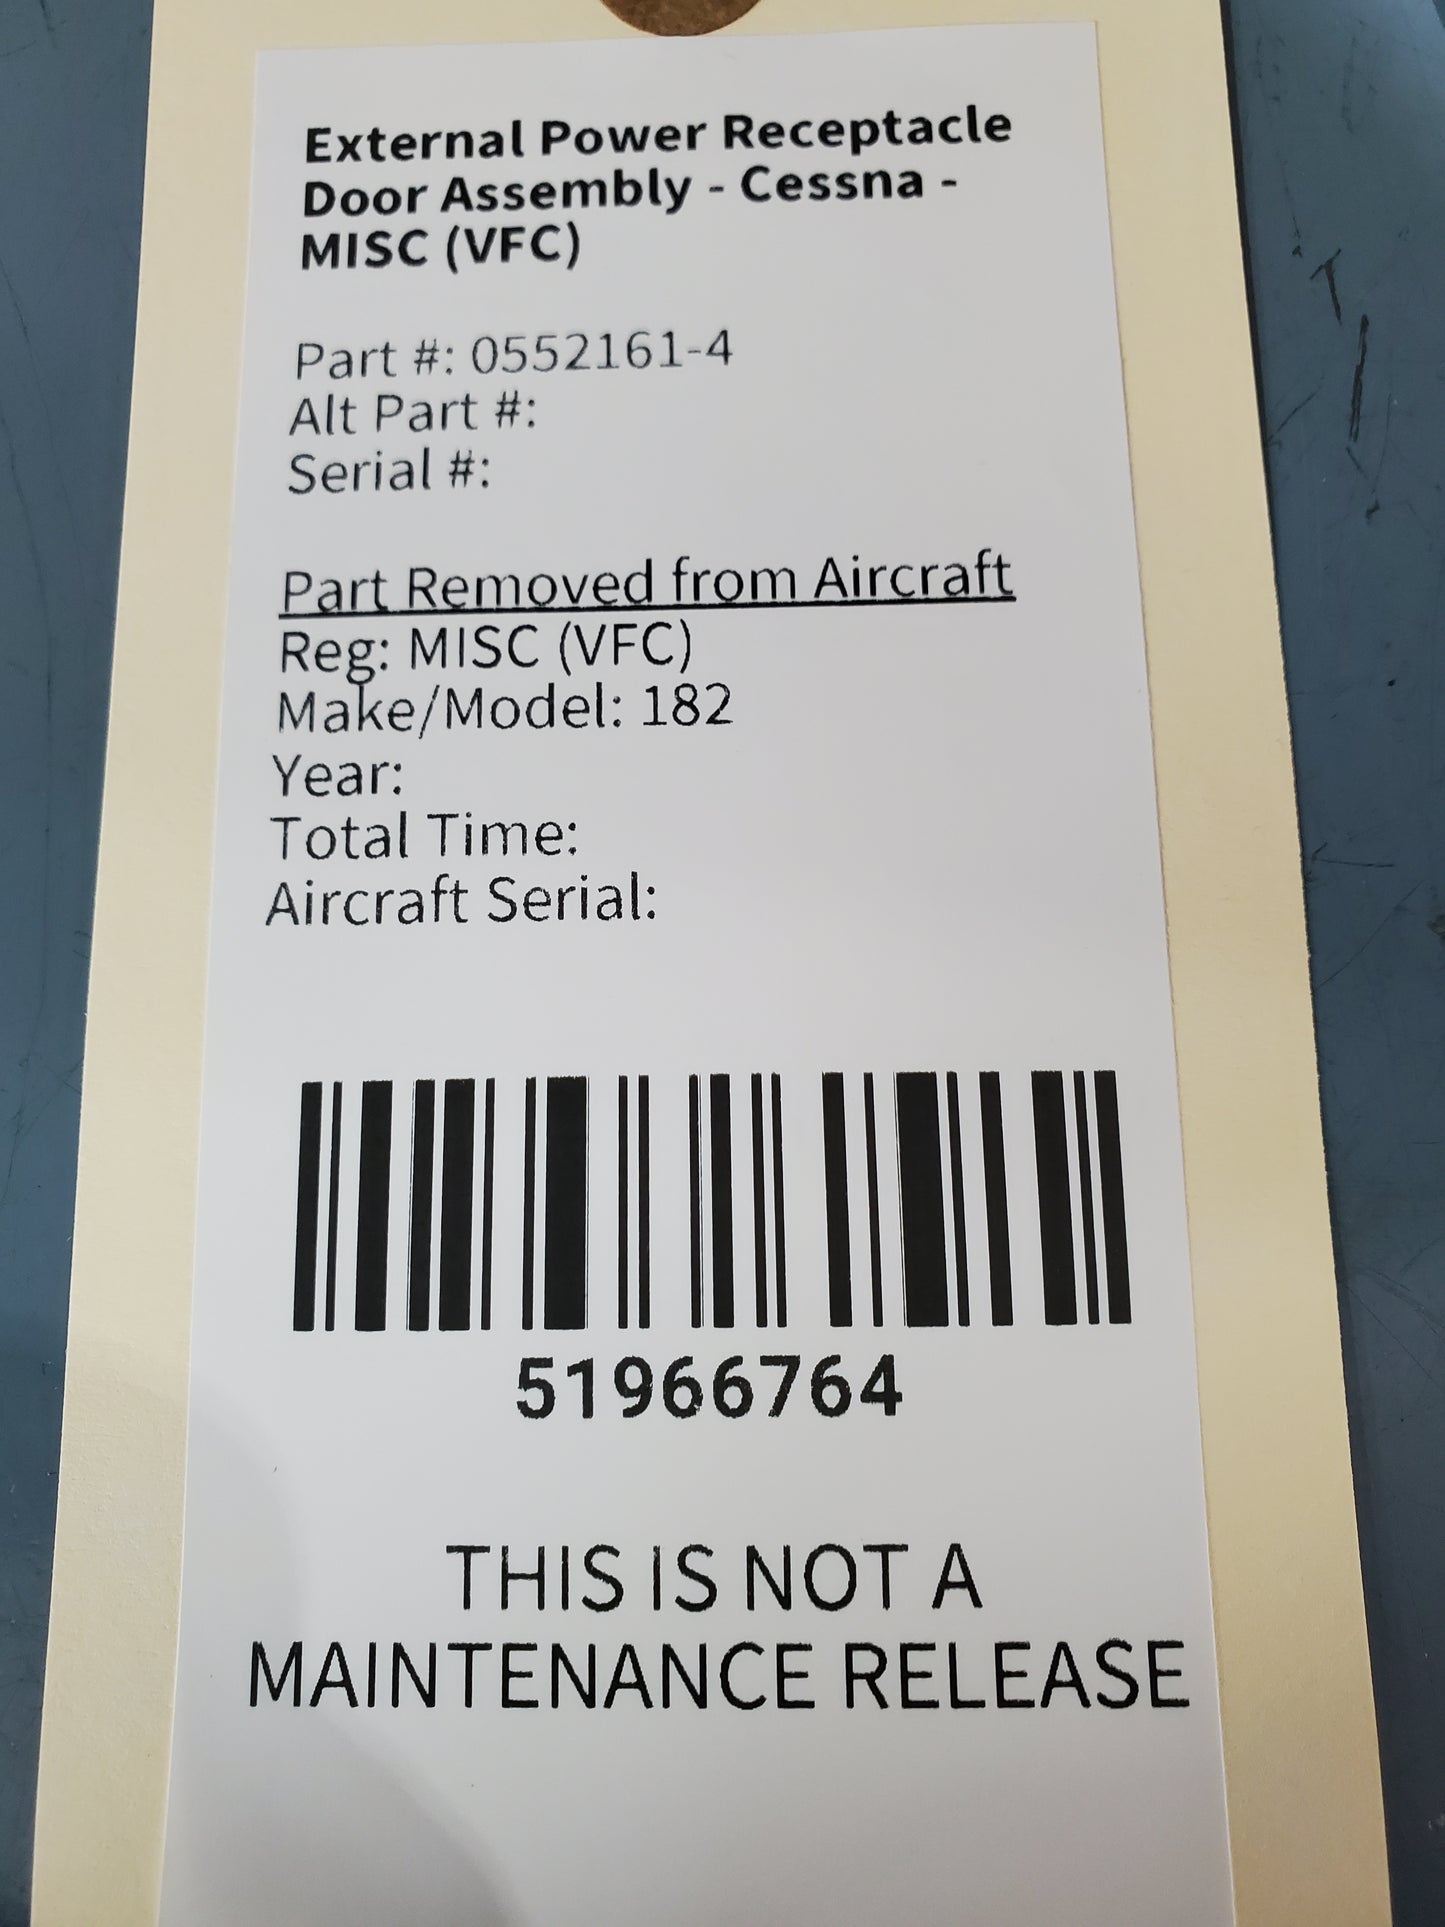 External Power Receptacle
Door Assembly - Cessna -
MISC (VFC)
Part #: 0552161-4
Alt Part #:
Serial #:
Part Removed from Aircraft
Reg: MISC (VFC)
Make/Model: 182
Year:
Total Time:
Aircraft Serial:
51966764
THIS IS NOT A
MAINTENANCE RELEASE